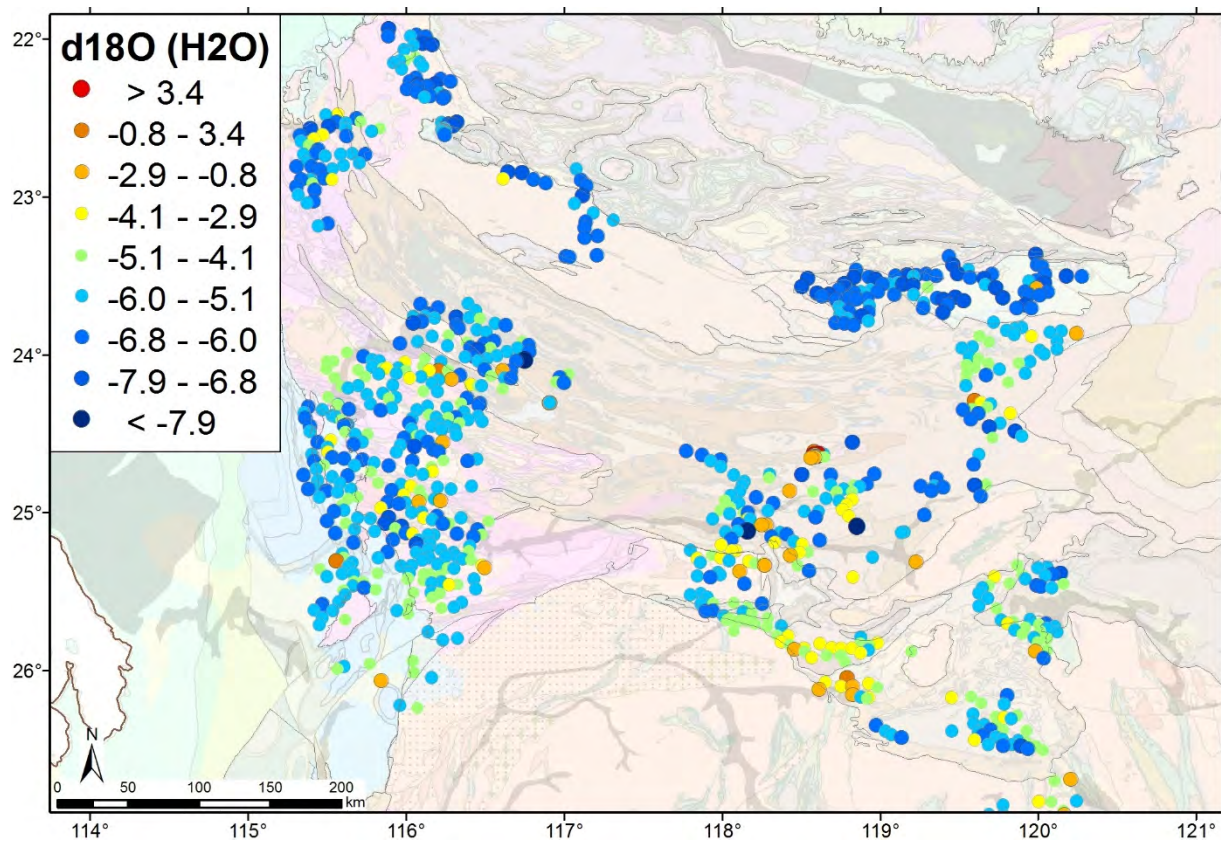 d18O (H2O)
> 3.4
-0.8 - 3.4
-2.9 - -0.8
-4.1 - -2.9
-5.1 - -4.1
-6.0 - -5.1
-6.8 - -6.0
-7.9 - -6.8
< -7.9
22°
23°
24°
25°
26°
N
0 50 100 150 200
km
114° 115° 116° 117° 118° 119° 120° 121°